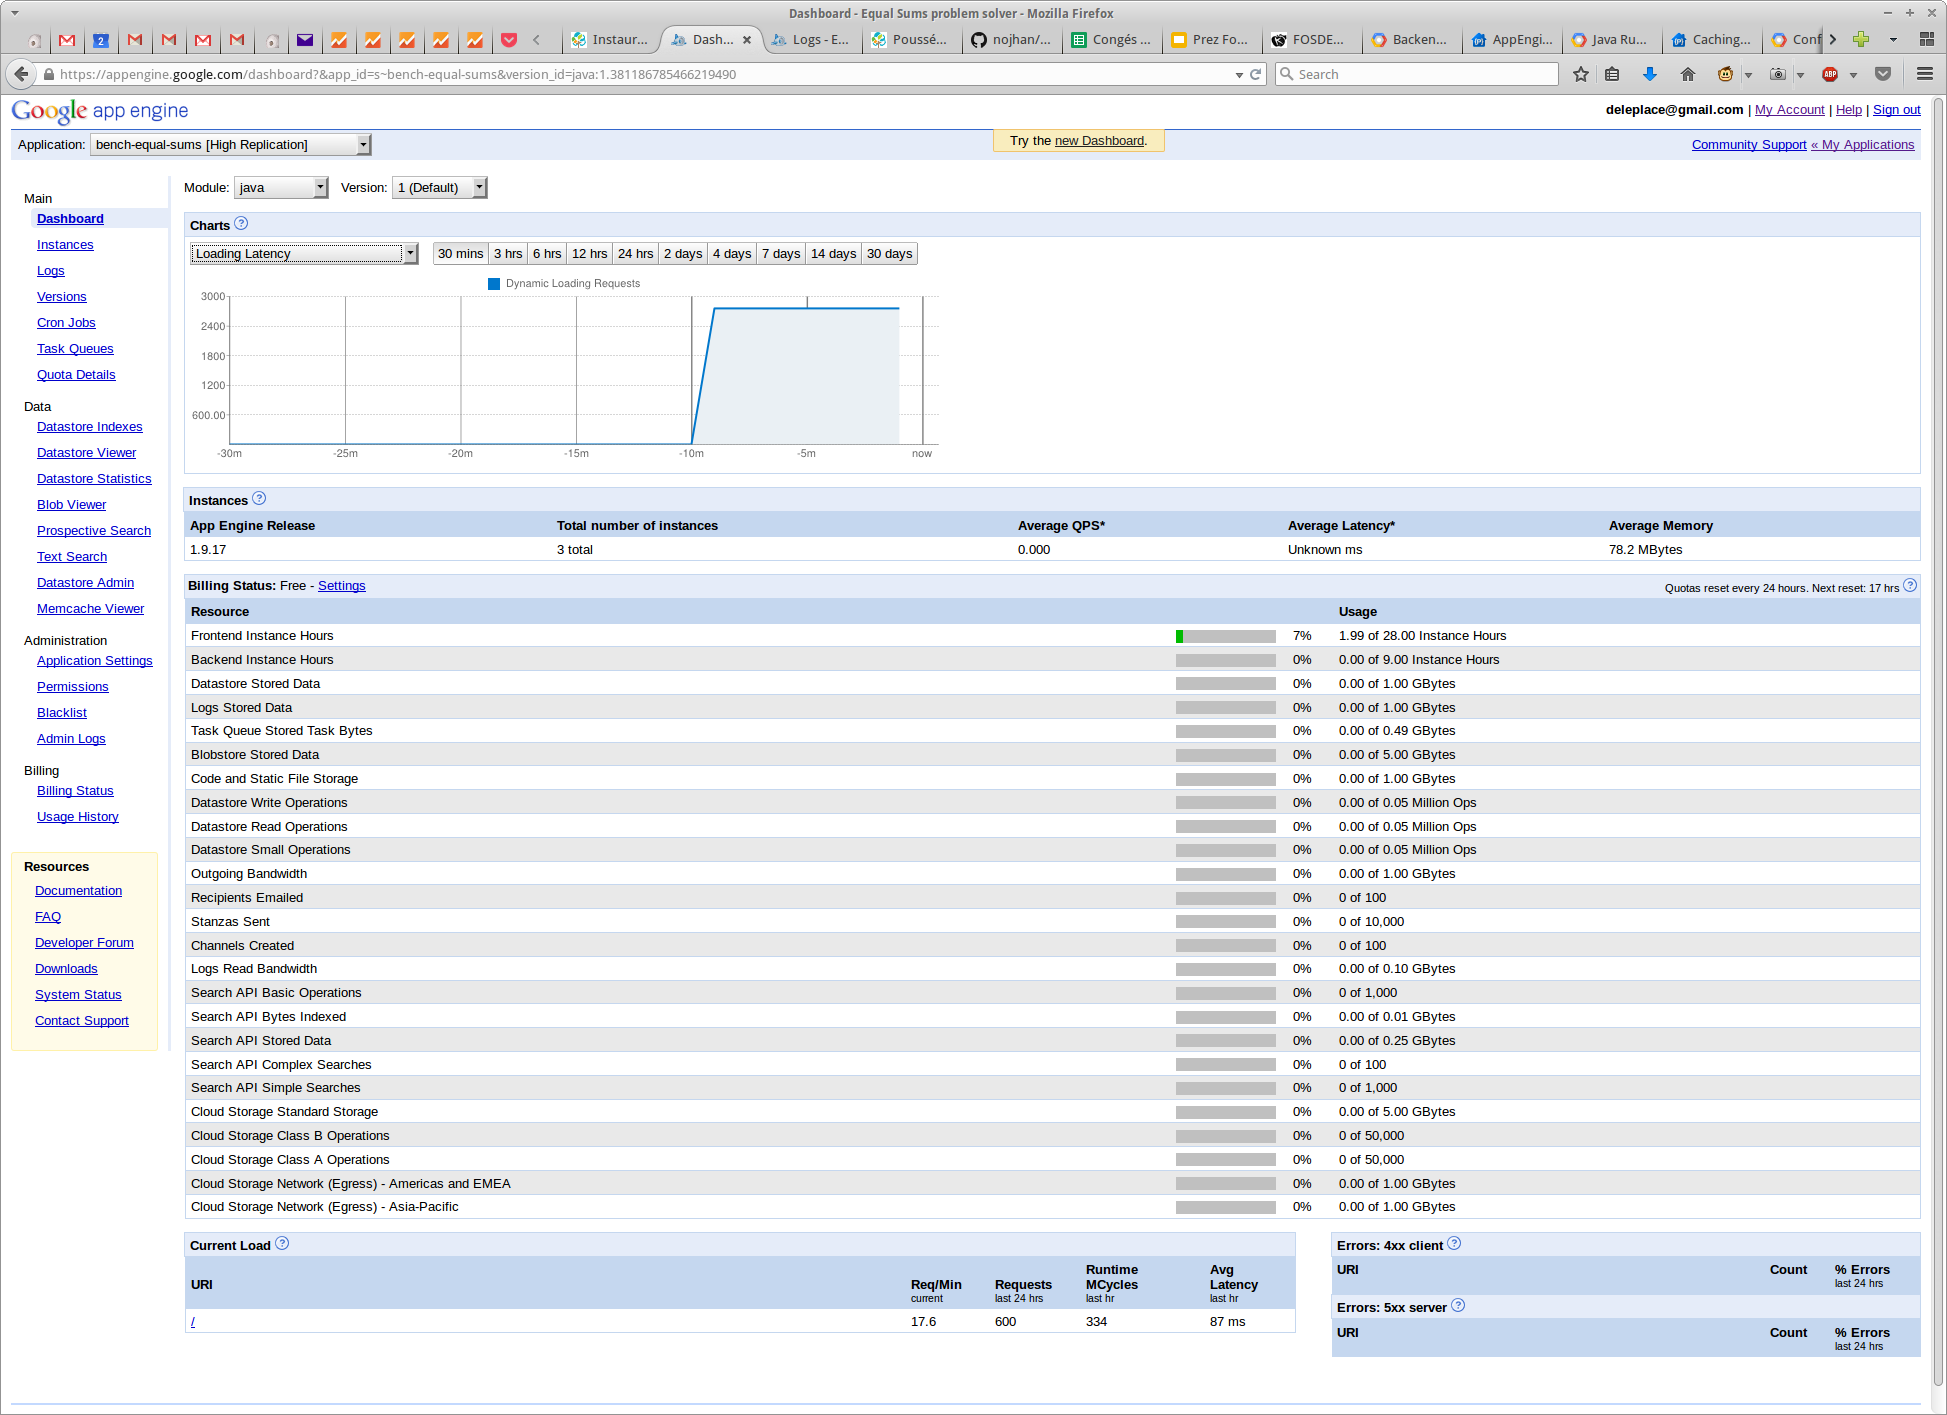 Dashboard - Equal Sums problem solver - Mozilla Firefox
2 Instaur... Dash... Logs - E... Poussé... nojhan/... Congés ... Prez Fo... FOSDE... Backen... AppEngi... Java Ru... Caching... Conf
https://appengine.google.com/dashboard?&app_id=s~bench-equal-sums&version_id=java:1.381186785466219490 Search ABP
Google app engine deleplace@gmail.com | My Account | Help | Sign out
Application: bench-equal-sums [High Replication] Try the new Dashboard. Community Support « My Applications
Main
Dashboard
Instances
Logs
Versions
Cron Jobs
Task Queues
Quota Details
Data
Datastore Indexes
Datastore Viewer
Datastore Statistics
Blob Viewer
Prospective Search
Text Search
Datastore Admin
Memcache Viewer
Administration
Application Settings
Permissions
Blacklist
Admin Logs
Billing
Billing Status
Usage History
Resources
Documentation
FAQ
Developer Forum
Downloads
System Status
Contact Support
Module: java Version: 1 (Default)
Charts ?
Loading Latency 30 mins 3 hrs 6 hrs 12 hrs 24 hrs 2 days 4 days 7 days 14 days 30 days
Dynamic Loading Requests
3000
2400
1800
1200
600.00
-30m -25m -20m -15m -10m -5m now
Instances ?
App Engine Release Total number of instances Average QPS* Average Latency* Average Memory
1.9.17 3 total 0.000 Unknown ms 78.2 MBytes
Billing Status: Free - Settings Quotas reset every 24 hours. Next reset: 17 hrs ?
Resource Usage
Frontend Instance Hours 7% 1.99 of 28.00 Instance Hours
Backend Instance Hours 0% 0.00 of 9.00 Instance Hours
Datastore Stored Data 0% 0.00 of 1.00 GBytes
Logs Stored Data 0% 0.00 of 1.00 GBytes
Task Queue Stored Task Bytes 0% 0.00 of 0.49 GBytes
Blobstore Stored Data 0% 0.00 of 5.00 GBytes
Code and Static File Storage 0% 0.00 of 1.00 GBytes
Datastore Write Operations 0% 0.00 of 0.05 Million Ops
Datastore Read Operations 0% 0.00 of 0.05 Million Ops
Datastore Small Operations 0% 0.00 of 0.05 Million Ops
Outgoing Bandwidth 0% 0.00 of 1.00 GBytes
Recipients Emailed 0% 0 of 100
Stanzas Sent 0% 0 of 10,000
Channels Created 0% 0 of 100
Logs Read Bandwidth 0% 0.00 of 0.10 GBytes
Search API Basic Operations 0% 0 of 1,000
Search API Bytes Indexed 0% 0.00 of 0.01 GBytes
Search API Stored Data 0% 0.00 of 0.25 GBytes
Search API Complex Searches 0% 0 of 100
Search API Simple Searches 0% 0 of 1,000
Cloud Storage Standard Storage 0% 0.00 of 5.00 GBytes
Cloud Storage Class B Operations 0% 0 of 50,000
Cloud Storage Class A Operations 0% 0 of 50,000
Cloud Storage Network (Egress) - Americas and EMEA 0% 0.00 of 1.00 GBytes
Cloud Storage Network (Egress) - Asia-Pacific 0% 0.00 of 1.00 GBytes
Current Load ?
URI Req/Min current Requests last 24 hrs Runtime MCycles last hr Avg Latency last hr
/ 17.6 600 334 87 ms
Errors: 4xx client ?
URI Count % Errors
last 24 hrs
Errors: 5xx server ?
URI Count % Errors
last 24 hrs